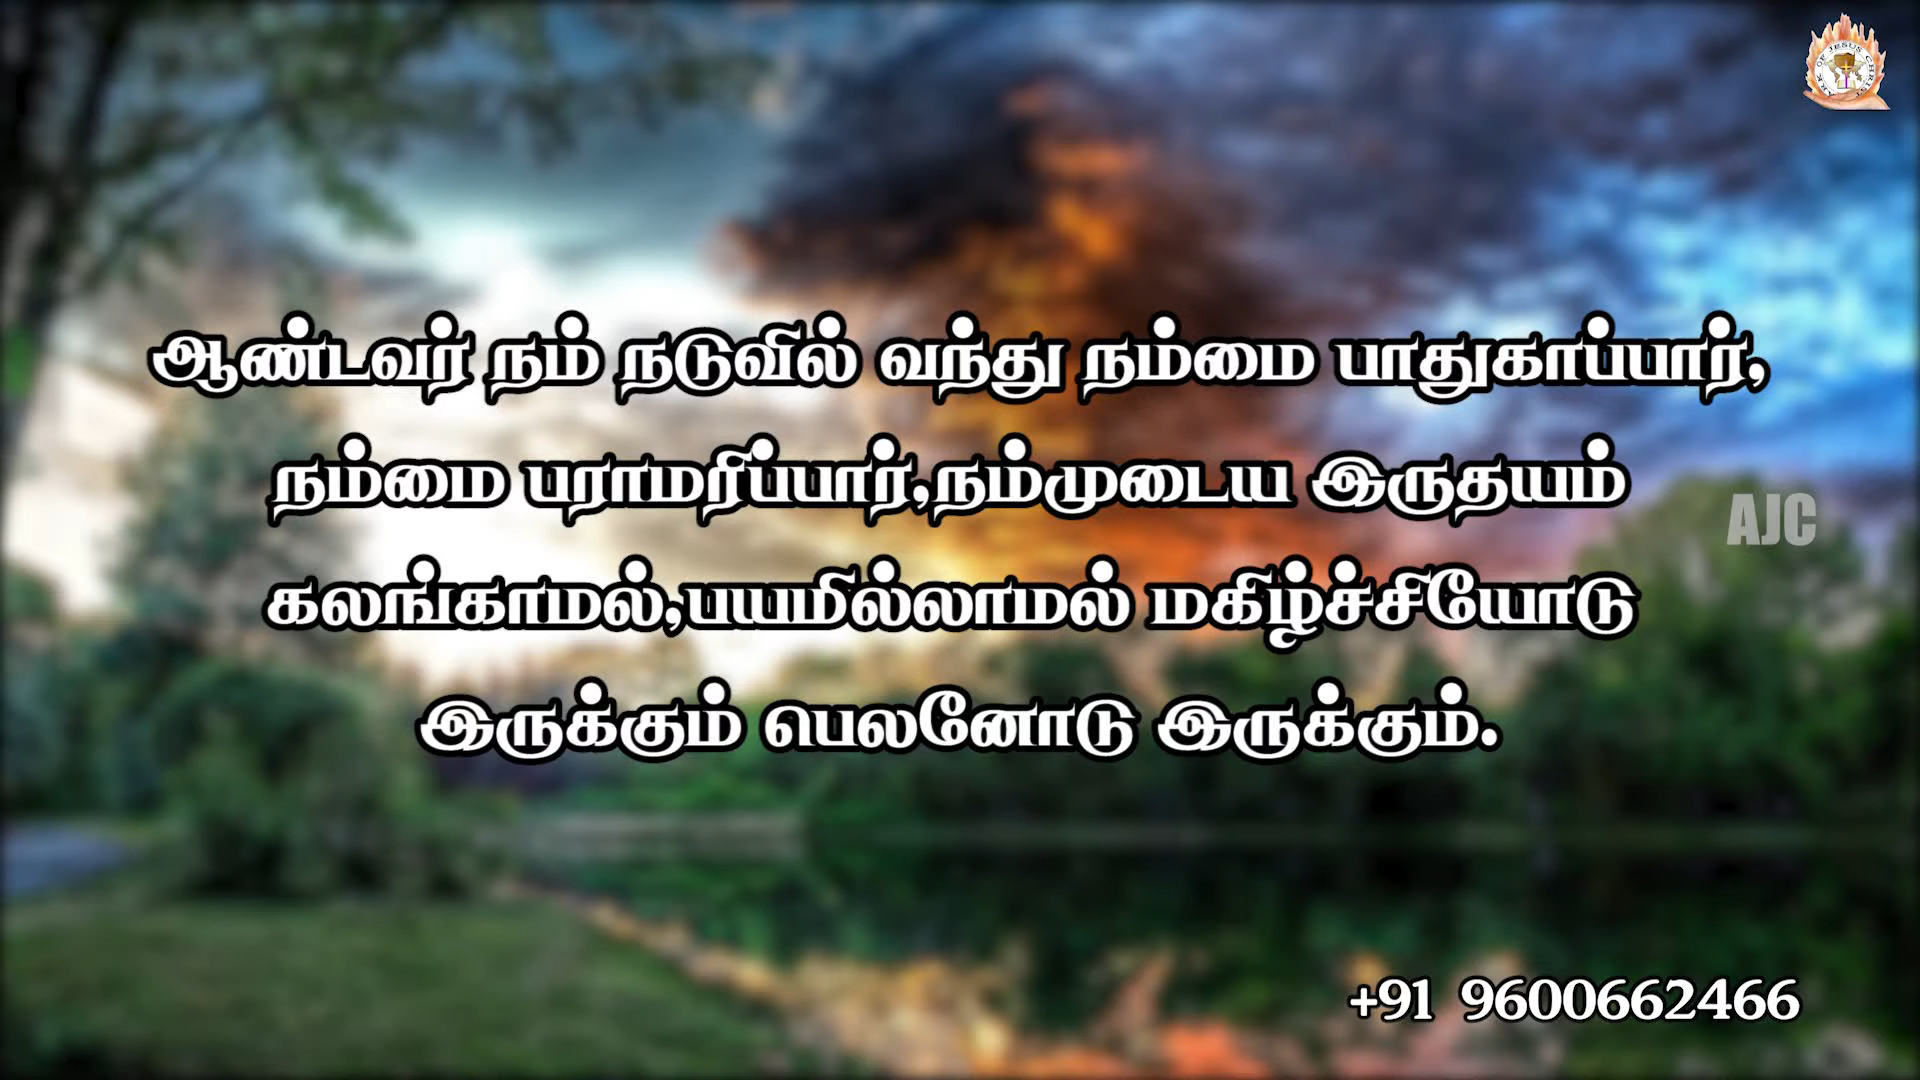 ஆண்டவர் நம் நடுவில் வந்து நம்மை பாதுகாப்பார்,
நம்மை பராமரிப்பார்,நம்முடைய இருதயம்
கலங்காமல்,பயமில்லாமல் மகிழ்ச்சியோடு
இருக்கும் பெலனோடு இருக்கும்.
AJC
+91 9600662466